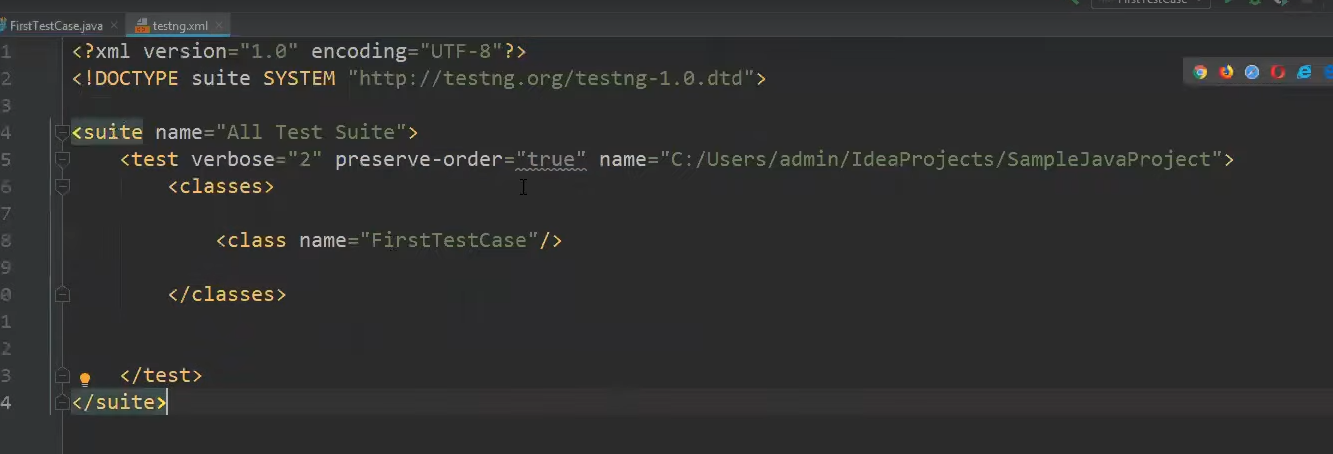 FirstTestCase.java testng.xml
1 <?xml version="1.0" encoding="UTF-8"?>
2 <!DOCTYPE suite SYSTEM "http://testng.org/testng-1.0.dtd">
3
4 <suite name="All Test Suite">
5 <test verbose="2" preserve-order="true" name="C:/Users/admin/IdeaProjects/SampleJavaProject">
6 <classes>
7
8 <class name="FirstTestCase"/>
9
0 </classes>
1
2
3 </test>
4 </suite>